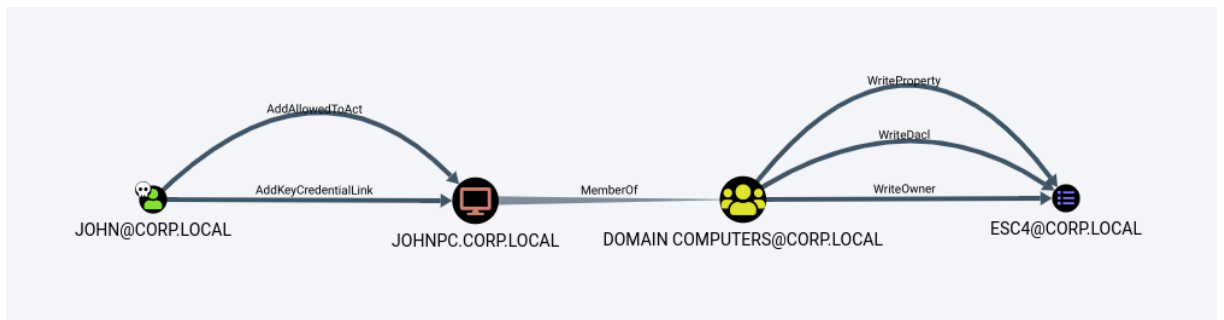 WriteProperty
AddAllowedToAct
WriteDacl
AddKeyCredentialLink
MemberOf
WriteOwner
JOHN@CORP.LOCAL
JOHNPC.CORP.LOCAL
DOMAIN COMPUTERS@CORP.LOCAL
ESC4@CORP.LOCAL